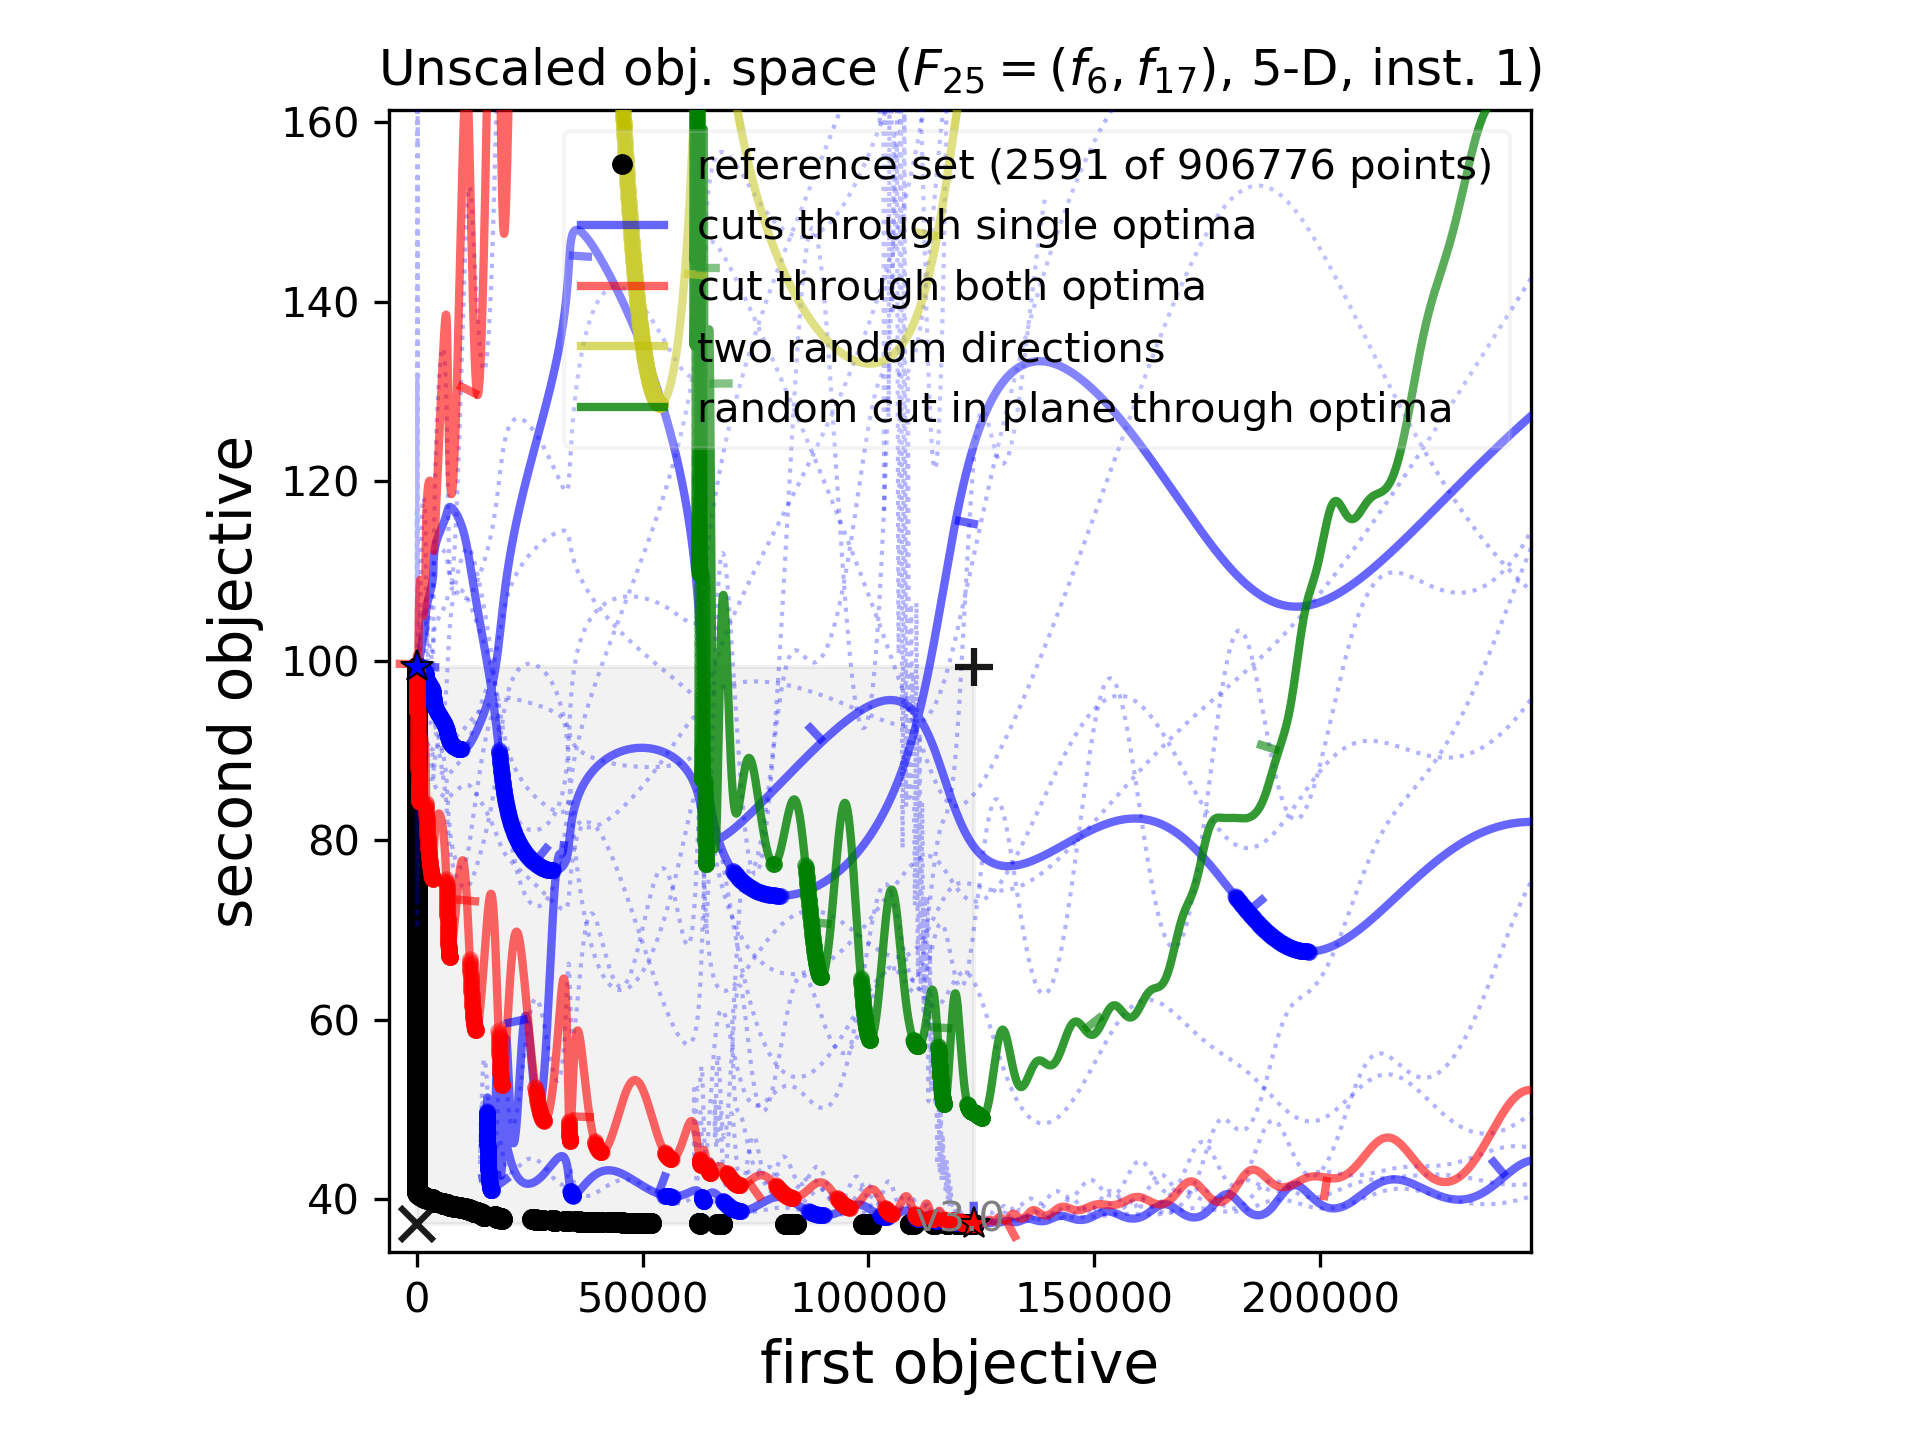 Unscaled obj. space (F₂₅ = (f₆, f₁₇), 5-D, inst. 1)
160
140
120
100
80
60
40
second objective
reference set (2591 of 906776 points)
cuts through single optima
cut through both optima
two random directions
random cut in plane through optima
v3.0
0 50000 100000 150000 200000
first objective